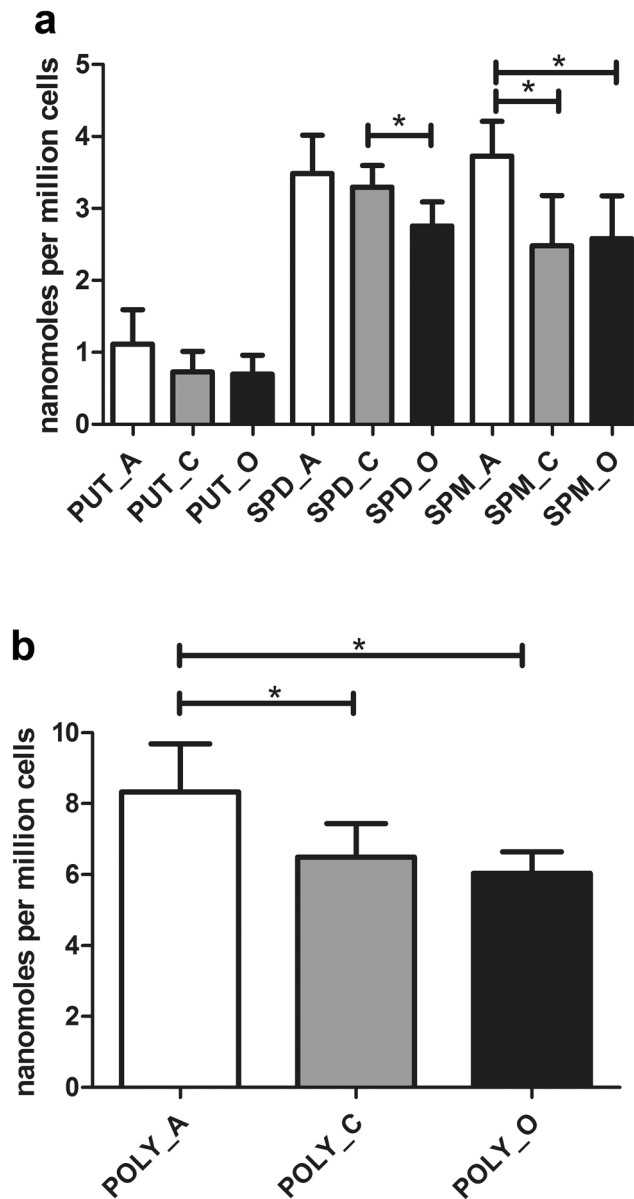 a
nanomoles per million cells
5
4
3
2
1
0
*
*
*
PUT_A
PUT_C
PUT_O
SPD_A
SPD_C
SPD_O
SPM_A
SPM_C
SPM_O
b
nanomoles per million cells
10
8
6
4
2
0
*
*
POLY_A
POLY_C
POLY_O